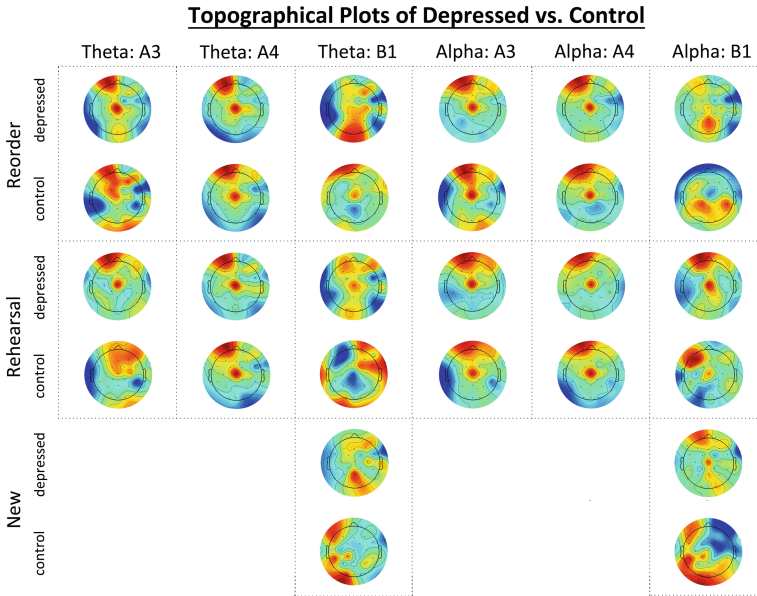 Topographical Plots of Depressed vs. Control
Theta: A3 Theta: A4 Theta: B1 Alpha: A3 Alpha: A4 Alpha: B1
Reorder
depressed
control
Rehearsal
depressed
control
New
depressed
control